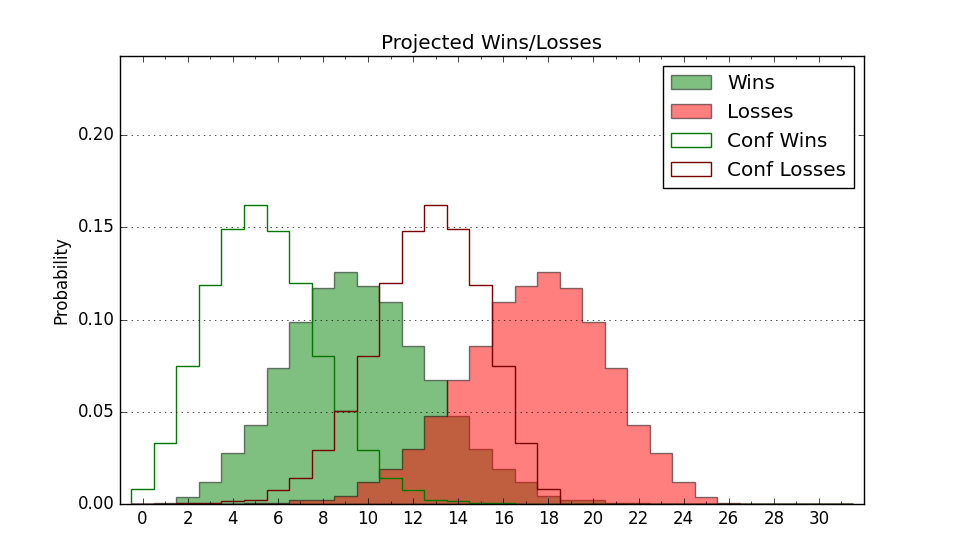 Projected Wins/Losses
Wins
Losses
Conf Wins
Conf Losses
0.20
0.15
0.10
0.05
0.00
Probability
0 2 4 6 8 10 12 14 16 18 20 22 24 26 28 30